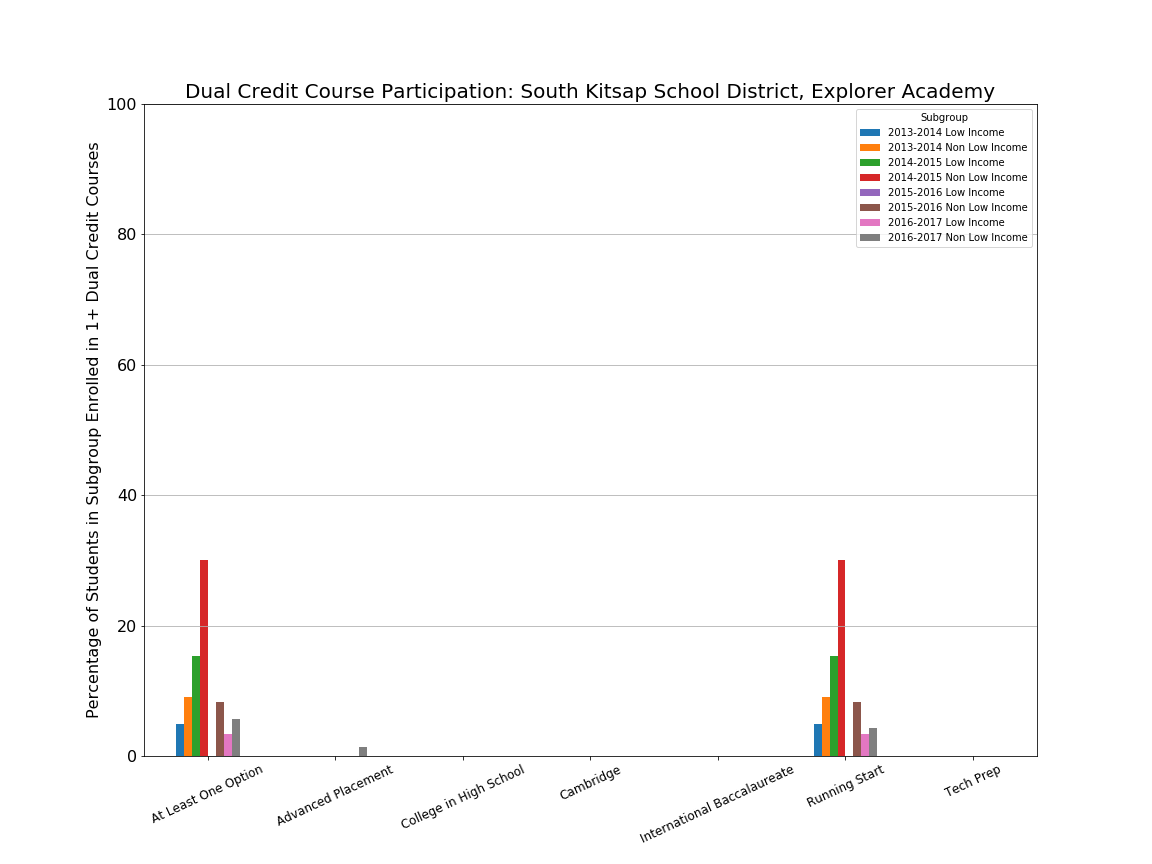 Dual Credit Course Participation: South Kitsap School District, Explorer Academy
Percentage of Students in Subgroup Enrolled in 1+ Dual Credit Courses
100
80
60
40
20
0
Subgroup
2013-2014 Low Income
2013-2014 Non Low Income
2014-2015 Low Income
2014-2015 Non Low Income
2015-2016 Low Income
2015-2016 Non Low Income
2016-2017 Low Income
2016-2017 Non Low Income
At Least One Option
Advanced Placement
College in High School
Cambridge
International Baccalaureate
Running Start
Tech Prep